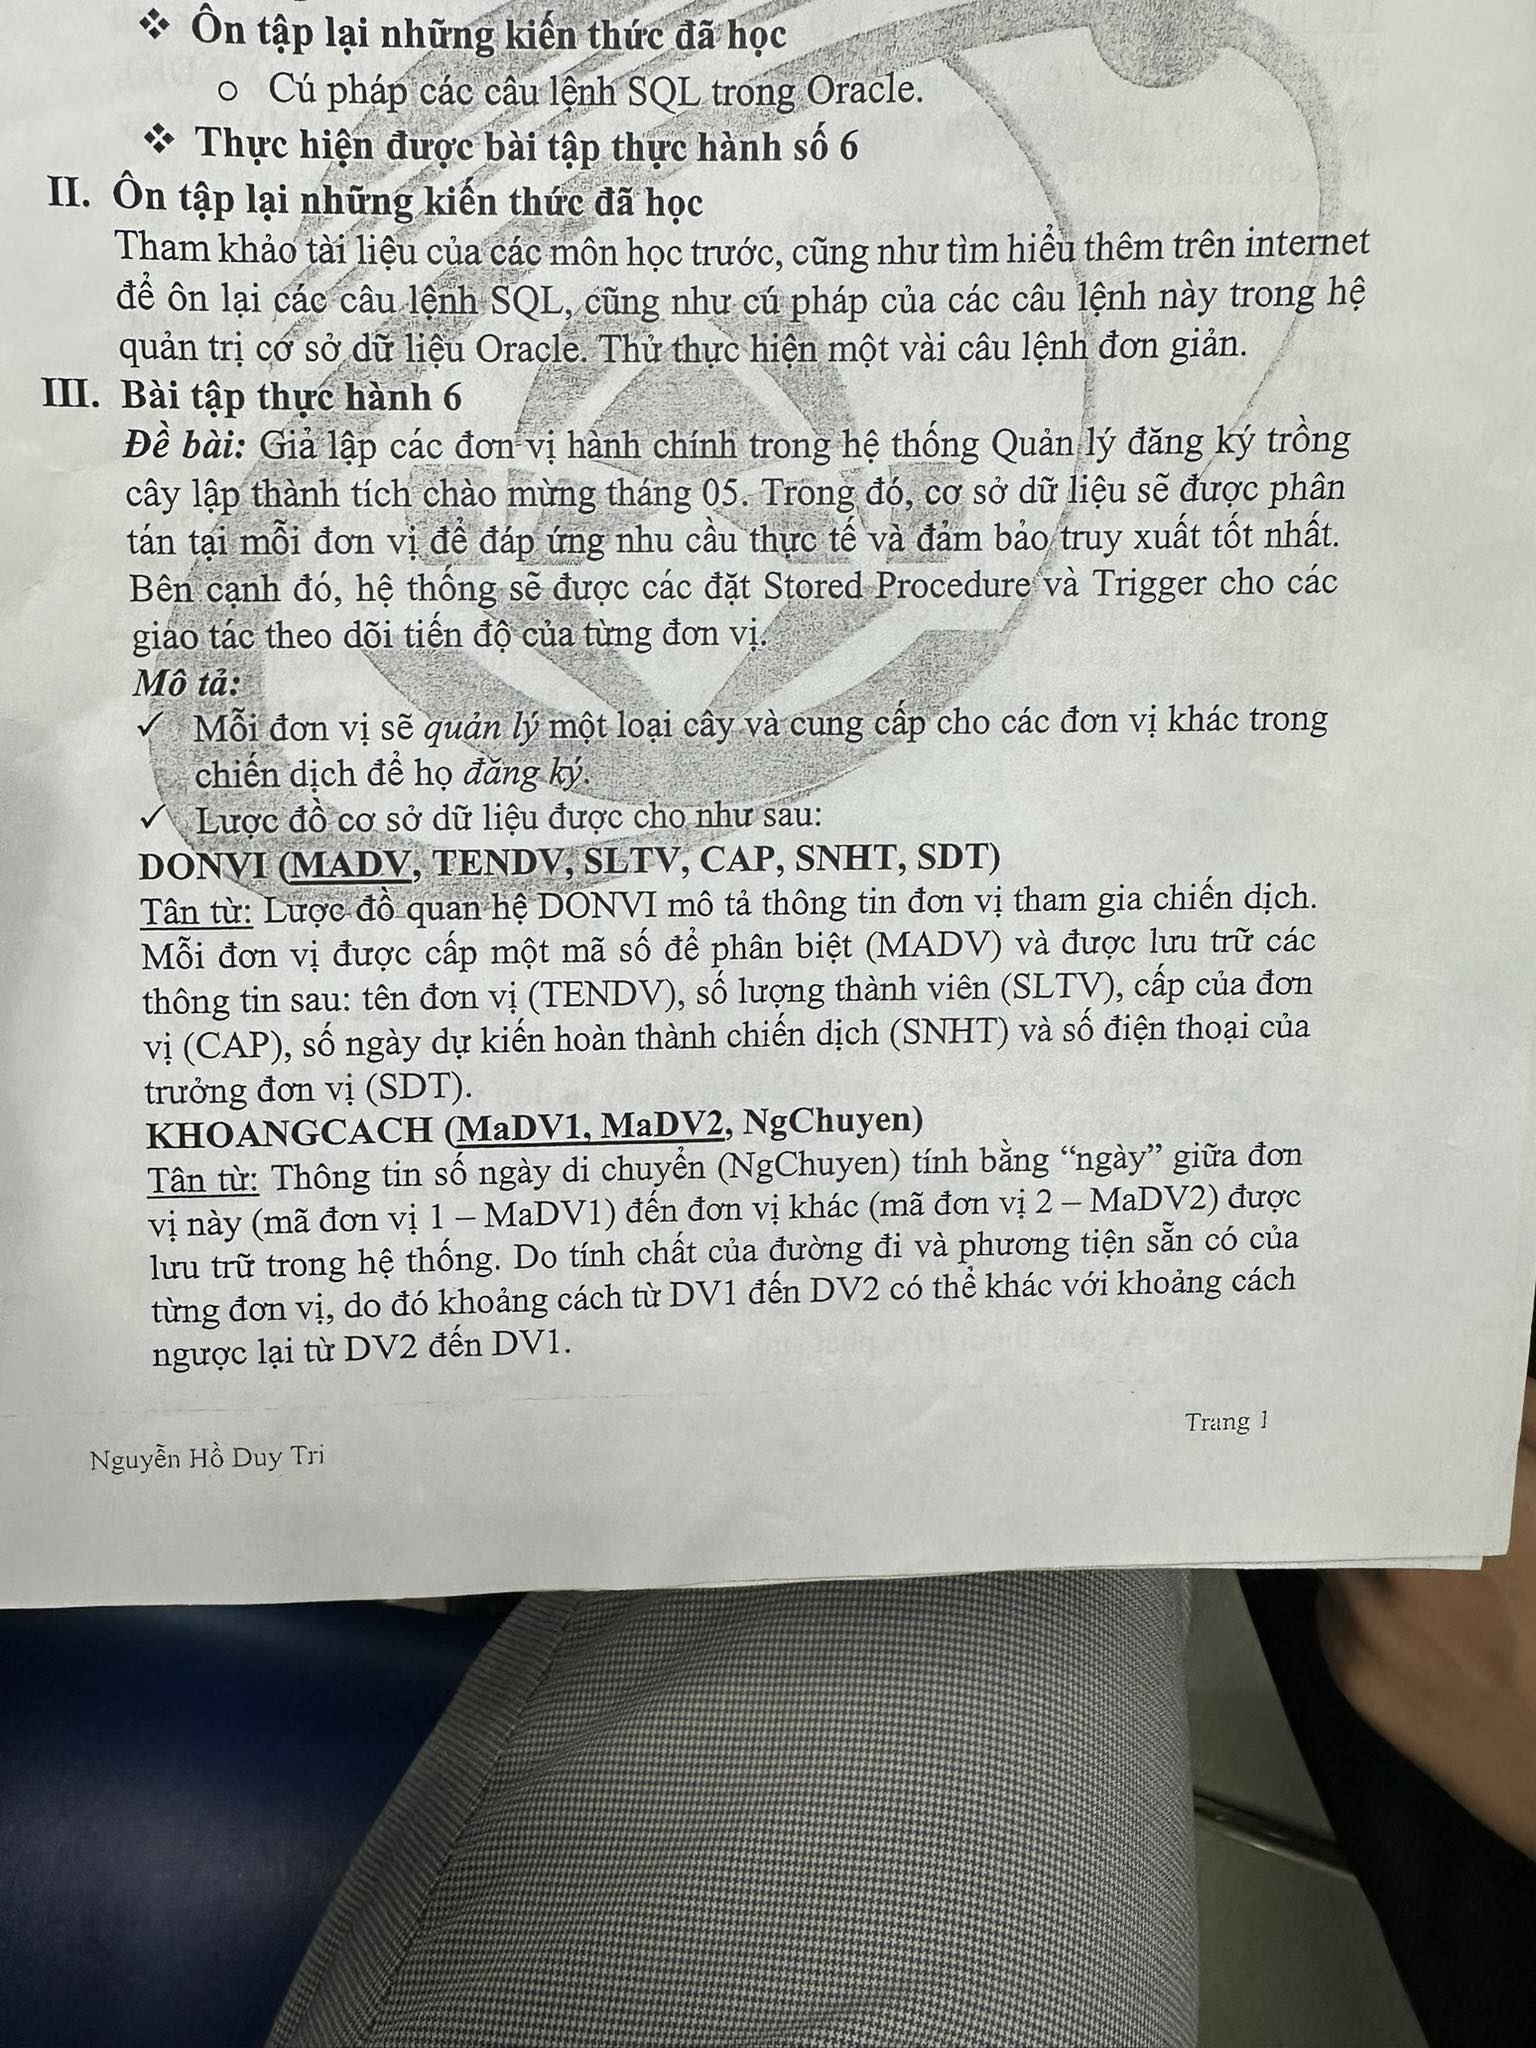 ❖ Ôn tập lại những kiến thức đã học
o Cú pháp các câu lệnh SQL trong Oracle.
❖ Thực hiện được bài tập thực hành số 6
II. Ôn tập lại những kiến thức đã học
Tham khảo tài liệu của các môn học trước, cũng như tìm hiểu thêm trên internet
để ôn lại các câu lệnh SQL, cũng như cú pháp của các câu lệnh này trong hệ
quản trị cơ sở dữ liệu Oracle. Thử thực hiện một vài câu lệnh đơn giản.
III. Bài tập thực hành 6
Đề bài: Giả lập các đơn vị hành chính trong hệ thống Quản lý đăng ký trồng
cây lập thành tích chào mừng tháng 05. Trong đó, cơ sở dữ liệu sẽ được phân
tán tại mỗi đơn vị để đáp ứng nhu cầu thực tế và đảm bảo truy xuất tốt nhất.
Bên cạnh đó, hệ thống sẽ được các đặt Stored Procedure và Trigger cho các
giao tác theo dõi tiến độ của từng đơn vị.
Mô tả:
✓ Mỗi đơn vị sẽ quản lý một loại cây và cung cấp cho các đơn vị khác trong
chiến dịch để họ đăng ký.
✓ Lược đồ cơ sở dữ liệu được cho như sau:
DONVI (MADV, TENDV, SLTV, CAP, SNHT, SDT)
Tân từ: Lược đồ quan hệ DONVI mô tả thông tin đơn vị tham gia chiến dịch.
Mỗi đơn vị được cấp một mã số để phân biệt (MADV) và được lưu trữ các
thông tin sau: tên đơn vị (TENDV), số lượng thành viên (SLTV), cấp của đơn
vị (CAP), số ngày dự kiến hoàn thành chiến dịch (SNHT) và số điện thoại của
trưởng đơn vị (SDT).
KHOANGCACH (MaDV1, MaDV2, NgChuyen)
Tân từ: Thông tin số ngày di chuyển (NgChuyen) tính bằng “ngày” giữa đơn
vị này (mã đơn vị 1 – MaDV1) đến đơn vị khác (mã đơn vị 2 – MaDV2) được
lưu trữ trong hệ thống. Do tính chất của đường đi và phương tiện sẵn có của
từng đơn vị, do đó khoảng cách từ DV1 đến DV2 có thể khác với khoảng cách
ngược lại từ DV2 đến DV1.
Nguyễn Hồ Duy Tri
Trang 1